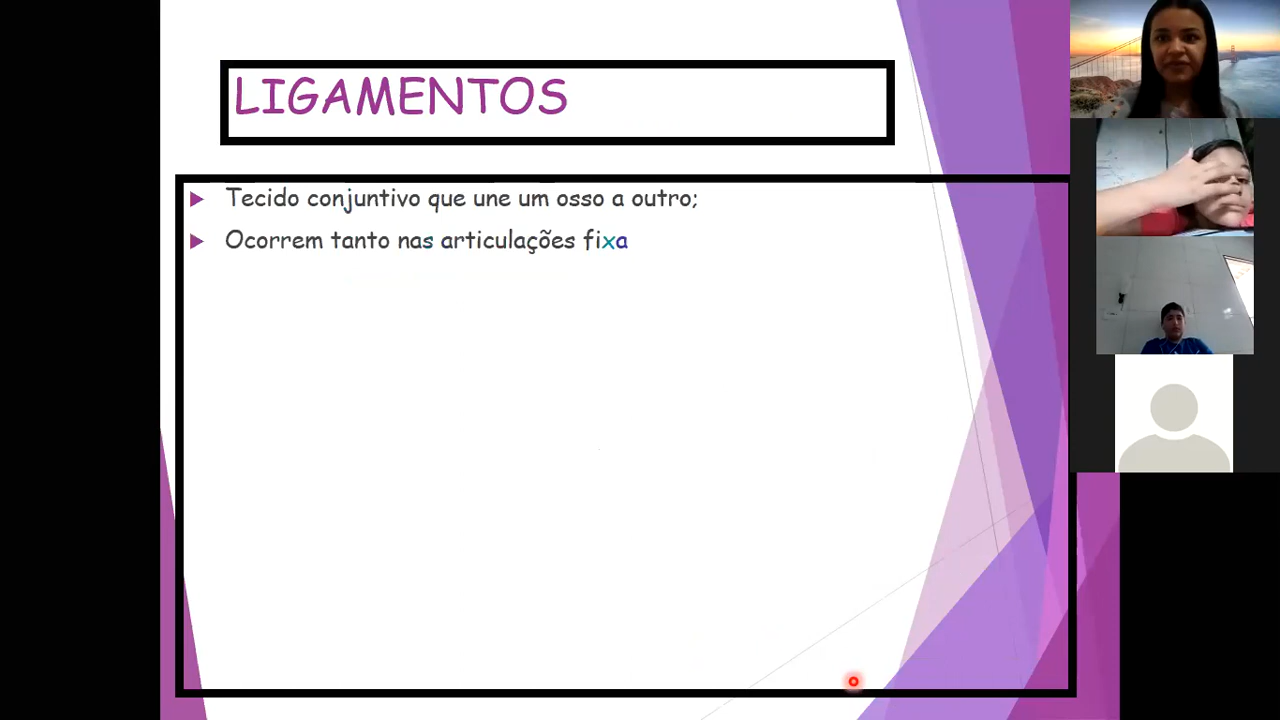 LIGAMENTOS
Tecido conjuntivo que une um osso a outro;
Ocorrem tanto nas articulações fixa